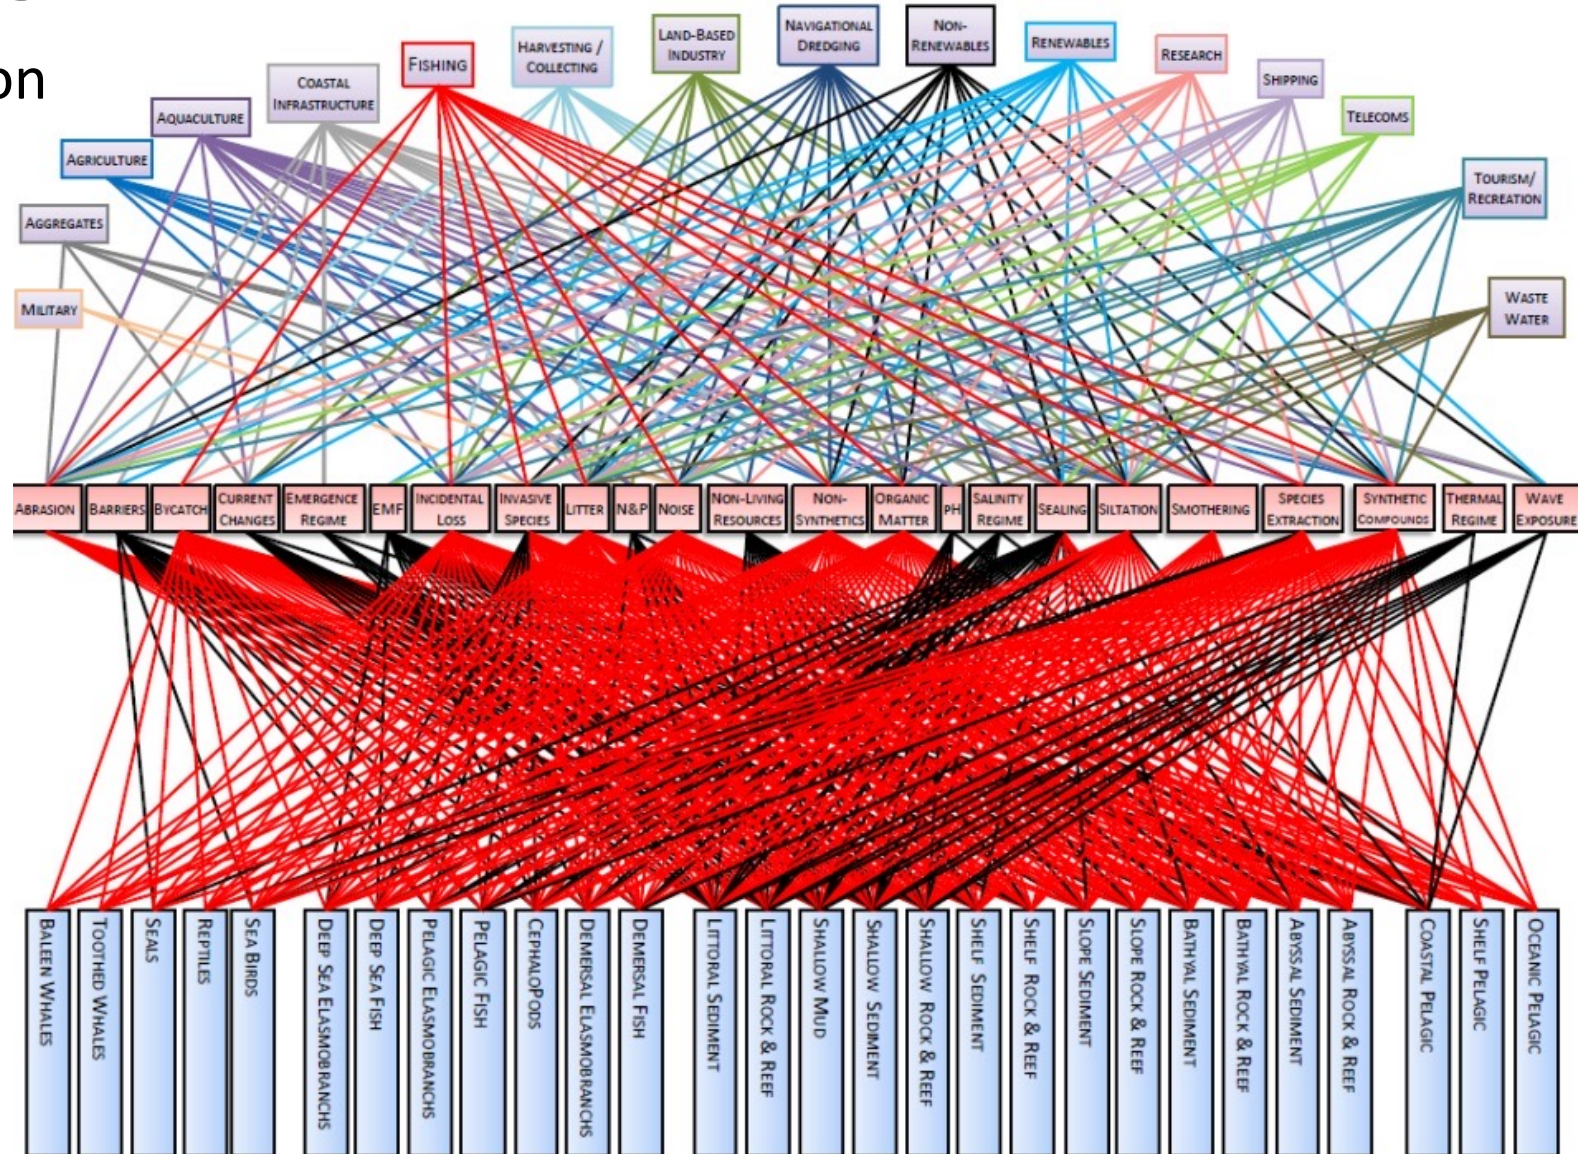 on
NAVIGATIONAL
DREDGING
NON-
RENEWABLES
RENEWABLES
LAND-BASED
INDUSTRY
HARVESTING /
COLLECTING
FISHING
RESEARCH
SHIPPING
COASTAL
INFRASTRUCTURE
AQUACULTURE
TELECOMS
AGRICULTURE
TOURISM/
RECREATION
AGGREGATES
MILITARY
WASTE
WATER
ABRASION
BARRIERS
BYCATCH
CURRENT
CHANGES
EMERGENCE
REGIME
EMF
INCIDENTAL
LOSS
INVASIVE
SPECIES
LITTER
N&P
NOISE
NON-LIVING
RESOURCES
NON-
SYNTHETICS
ORGANIC
MATTER
PH
SALINITY
REGIME
SEALING
SILTATION
SMOTHERING
SPECIES
EXTRACTION
SYNTHETIC
COMPOUNDS
THERMAL
REGIME
WAVE
EXPOSURE
BALEEN WHALES
TOOTHED WHALES
SEALS
REPTILES
SEA BIRDS
DEEP SEA ELASMOBRANCHS
DEEP SEA FISH
PELAGIC ELASMOBRANCHS
PELAGIC FISH
CEPHALOPODS
DEMERSAL ELASMOBRANCHS
DEMERSAL FISH
LITTORAL SEDIMENT
LITTORAL ROCK & REEF
SHALLOW MUD
SHALLOW SEDIMENT
SHALLOW ROCK & REEF
SHELF SEDIMENT
SHELF ROCK & REEF
SLOPE SEDIMENT
SLOPE ROCK & REEF
BATHYAL SEDIMENT
BATHYAL ROCK & REEF
ABYSSAL SEDIMENT
ABYSSAL ROCK & REEF
COASTAL PELAGIC
SHELF PELAGIC
OCEANIC PELAGIC